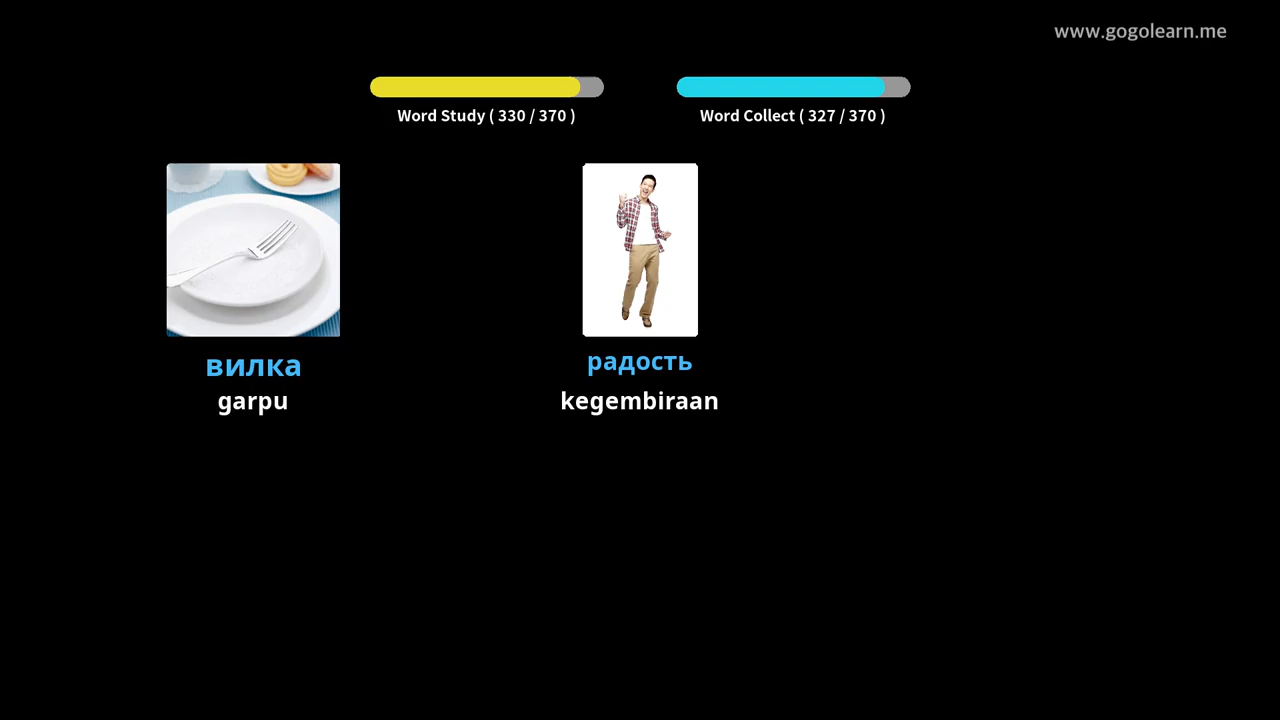 www.gogolearn.me
Word Study ( 330 / 370 )
Word Collect ( 327 / 370 )
вилка
garpu
радость
kegembiraan